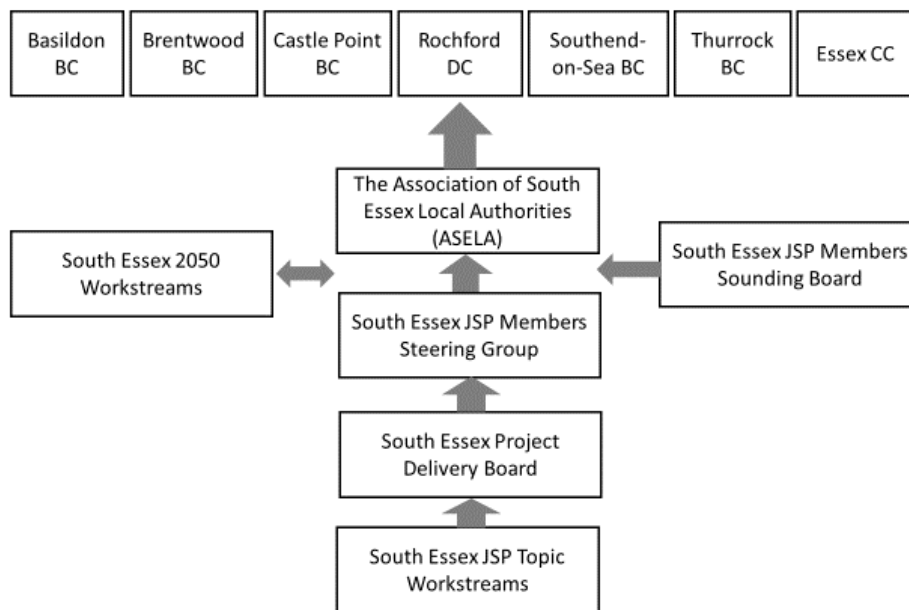 Basildon
BC
Brentwood
BC
Castle Point
BC
Rochford
DC
Southend-
on-Sea BC
Thurrock
BC
Essex CC
The Association of South
Essex Local Authorities
(ASELA)
South Essex 2050
Workstreams
South Essex JSP Members
Sounding Board
South Essex JSP Members
Steering Group
South Essex Project
Delivery Board
South Essex JSP Topic
Workstreams